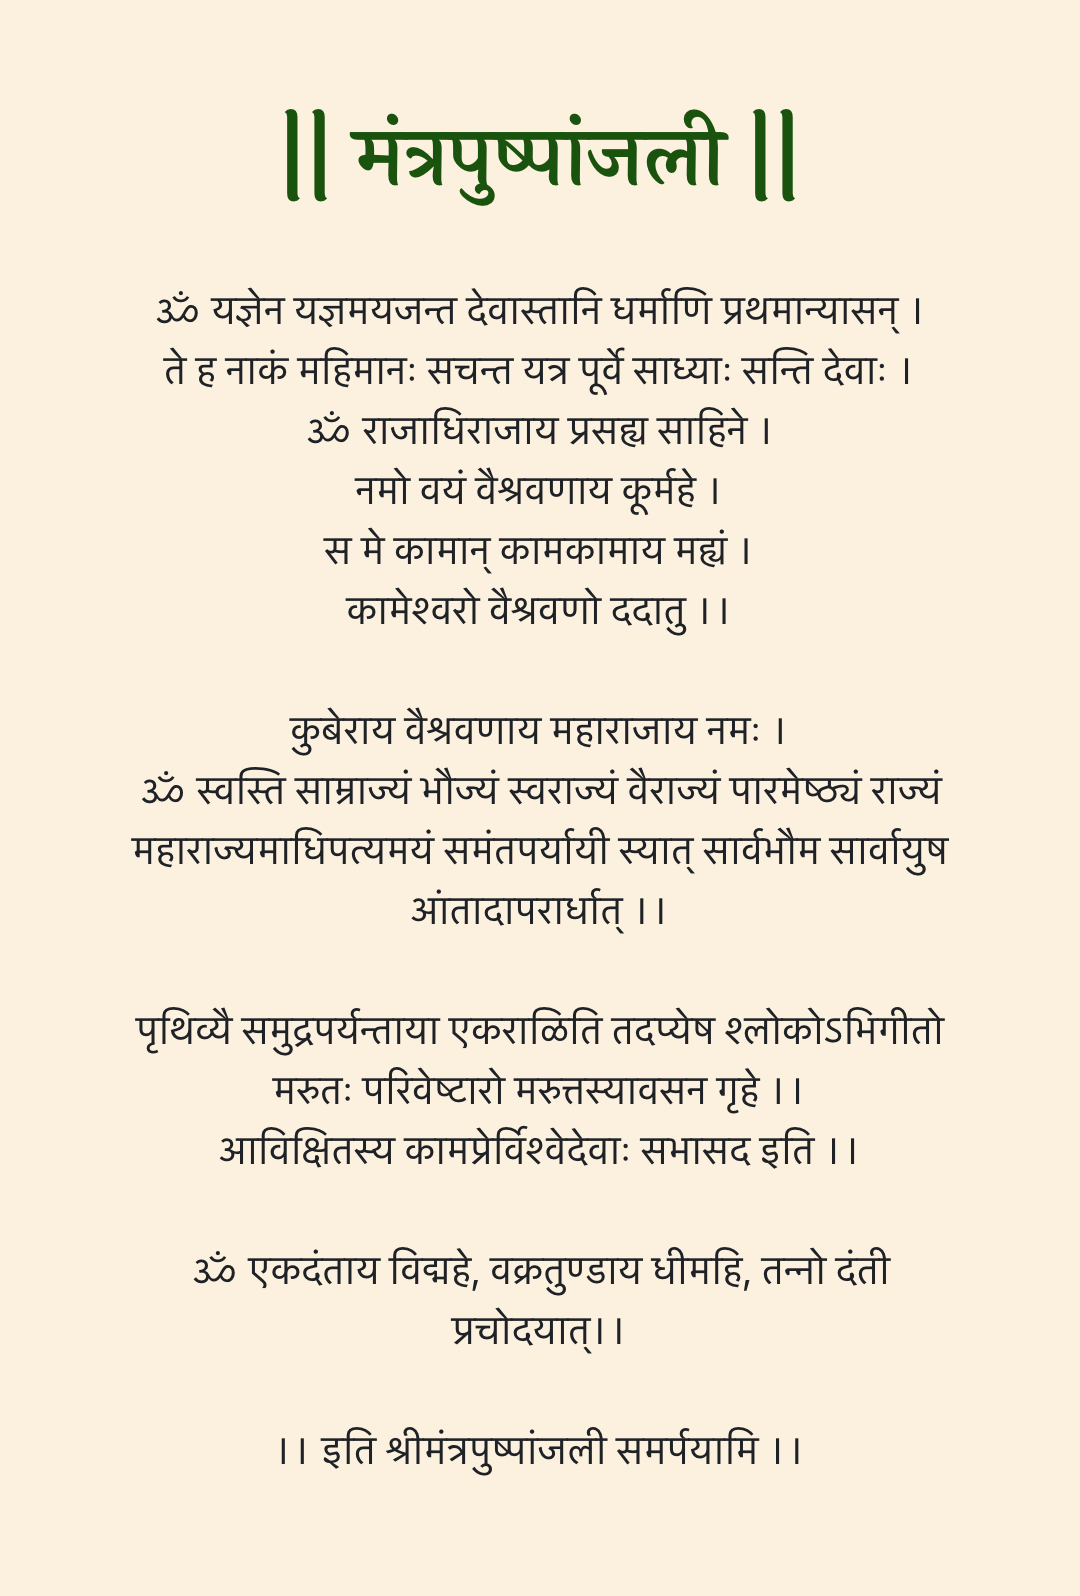 || मंत्रपुष्पांजली ||
ॐ यज्ञेन यज्ञमयजन्त देवास्तानि धर्माणि प्रथमान्यासन् ।
ते ह नाकं महिमानः सचन्त यत्र पूर्वे साध्याः सन्ति देवाः ।
ॐ राजाधिराजाय प्रसह्य साहिने ।
नमो वयं वैश्रवणाय कूर्महे ।
स मे कामान् कामकामाय मह्यं ।
कामेश्वरो वैश्रवणो ददातु ।।
कुबेराय वैश्रवणाय महाराजाय नमः ।
ॐ स्वस्ति साम्राज्यं भौज्यं स्वराज्यं वैराज्यं पारमेष्ठ्यं राज्यं
महाराज्यमाधिपत्यमयं समंतपर्यायी स्यात् सार्वभौम सार्वायुष
आंतादापरार्धात् ।।
पृथिव्यै समुद्रपर्यन्ताया एकराळिति तदप्येष श्लोकोऽभिगीतो
मरुतः परिवेष्टारो मरुत्तस्यावसन गृहे ।।
आविक्षितस्य कामप्रेर्विश्वेदेवाः सभासद इति ।।
ॐ एकदंताय विद्महे, वक्रतुण्डाय धीमहि, तन्नो दंती
प्रचोदयात्।।
।। इति श्रीमंत्रपुष्पांजली समर्पयामि ।।